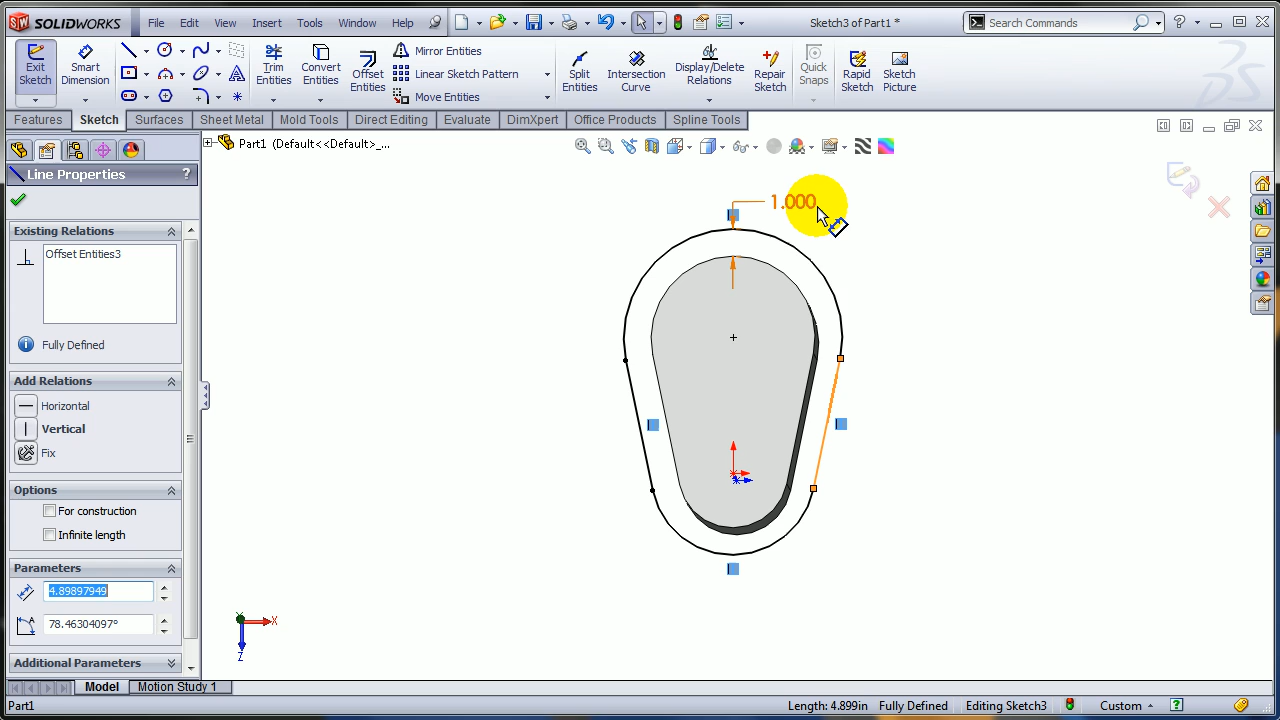 SOLIDWORKS File Edit View Insert Tools Window Help Sketch3 of Part1 * Search Commands
Exit Sketch
Smart Dimension
Trim Entities
Convert Entities
Offset Entities
Mirror Entities
Linear Sketch Pattern
Move Entities
Split Entities
Intersection Curve
Display/Delete Relations
Repair Sketch
Quick Snaps
Rapid Sketch
Sketch Picture
Features Sketch Surfaces Sheet Metal Mold Tools Direct Editing Evaluate DimXpert Office Products Spline Tools
Part1 (Default<<Default>_...
Line Properties ?
Existing Relations
Offset Entities3
Fully Defined
Add Relations
Horizontal
Vertical
Fix
Options
For construction
Infinite length
Parameters
4.89897949
78.46304097°
Additional Parameters
1.000
X
Z
Model Motion Study 1
Part1 Length: 4.899in Fully Defined Editing Sketch3 Custom ?